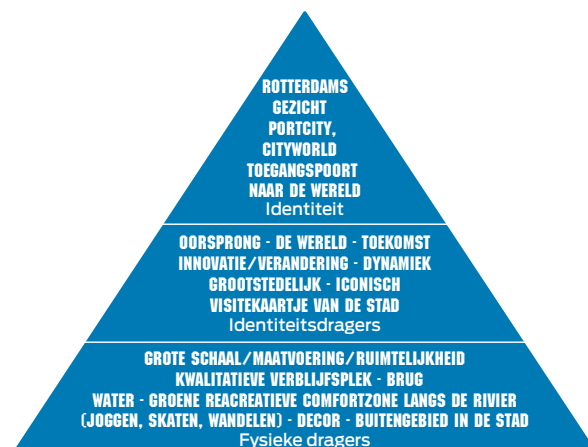 ROTTERDAMS
GEZICHT
PORTCITY,
CITYWORLD
TOEGANGSPOORT
NAAR DE WERELD
Identiteit
OORSPRONG - DE WERELD - TOEKOMST
INNOVATIE/VERANDERING - DYNAMIEK
GROOTSTEDELIJK - ICONISCH
VISITEKAARTJE VAN DE STAD
Identiteitsdragers
GROTE SCHAAL/MAATVOERING/RUIMTELIJKHEID
KWALITATIEVE VERBLIJFSPLEK - BRUG
WATER - GROENE REACREATIEVE COMFORTZONE LANGS DE RIVIER
(JOGGEN, SKATEN, WANDELEN) - DECOR - BUITENGEBIED IN DE STAD
Fysieke dragers